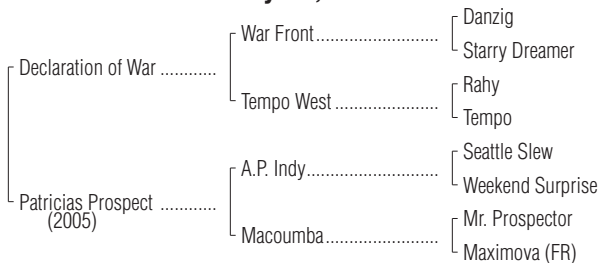 Danzig
War Front
Starry Dreamer
Declaration of War
Rahy
Tempo West
Tempo
Seattle Slew
A.P. Indy
Weekend Surprise
Patricias Prospect
(2005)
Mr. Prospector
Macoumba
Maximova (FR)